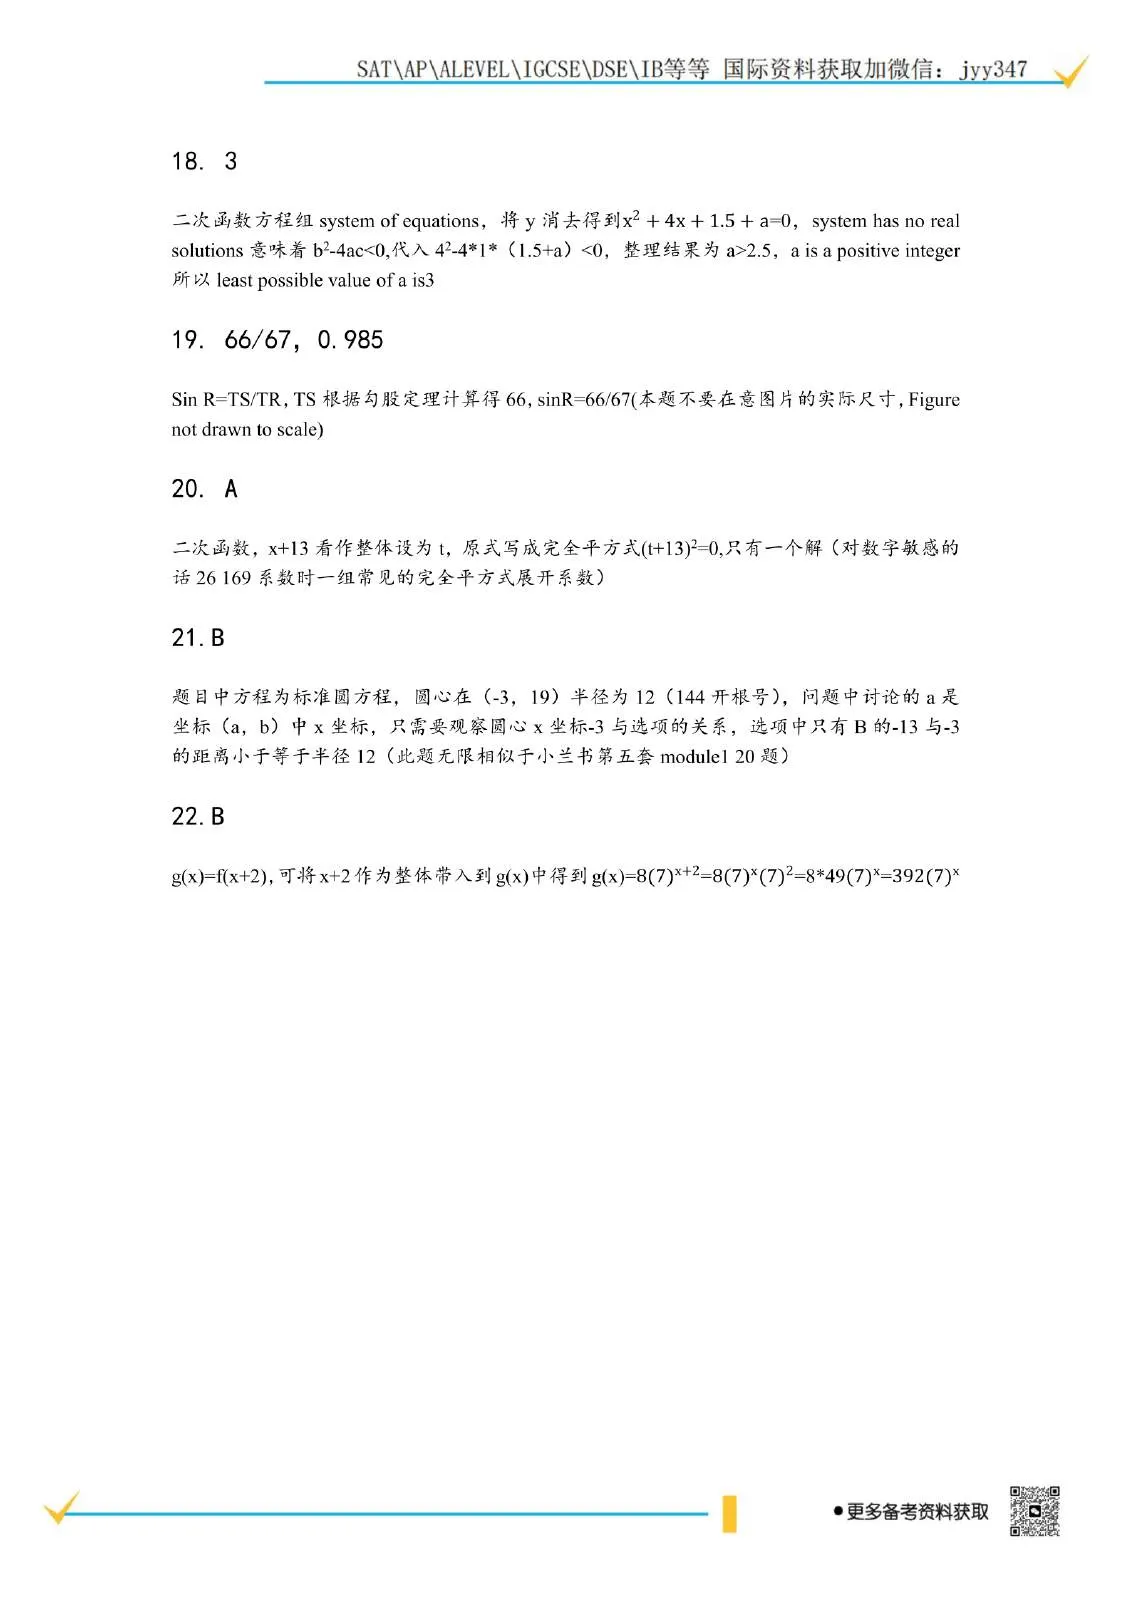 SAT\AP\ALEVEL\IGCSE\DSE\IB等等 国际资料获取加微信：jyy347
18. 3
二次函数方程组 system of equations，将 y 消去得到x² + 4x + 1.5 + a=0，system has no real
solutions 意味着 b²-4ac<0,代入 4²-4*1*（1.5+a）<0，整理结果为 a>2.5，a is a positive integer
所以 least possible value of a is3
19. 66/67，0.985
Sin R=TS/TR，TS 根据勾股定理计算得 66，sinR=66/67(本题不要在意图片的实际尺寸，Figure
not drawn to scale)
20. A
二次函数，x+13 看作整体设为 t，原式写成完全平方式(t+13)²=0,只有一个解（对数字敏感的
话 26 169 系数时一组常见的完全平方式展开系数）
21.B
题目中方程为标准圆方程，圆心在（-3，19）半径为 12（144 开根号），问题中讨论的 a 是
坐标（a，b）中 x 坐标，只需要观察圆心 x 坐标-3 与选项的关系，选项中只有 B 的-13 与-3
的距离小于等于半径 12（此题无限相似于小兰书第五套 module1 20 题）
22.B
g(x)=f(x+2)，可将 x+2 作为整体带入到 g(x)中得到 g(x)=8(7)ˣ⁺²=8(7)ˣ(7)²=8*49(7)ˣ=392(7)ˣ
●更多备考资料获取